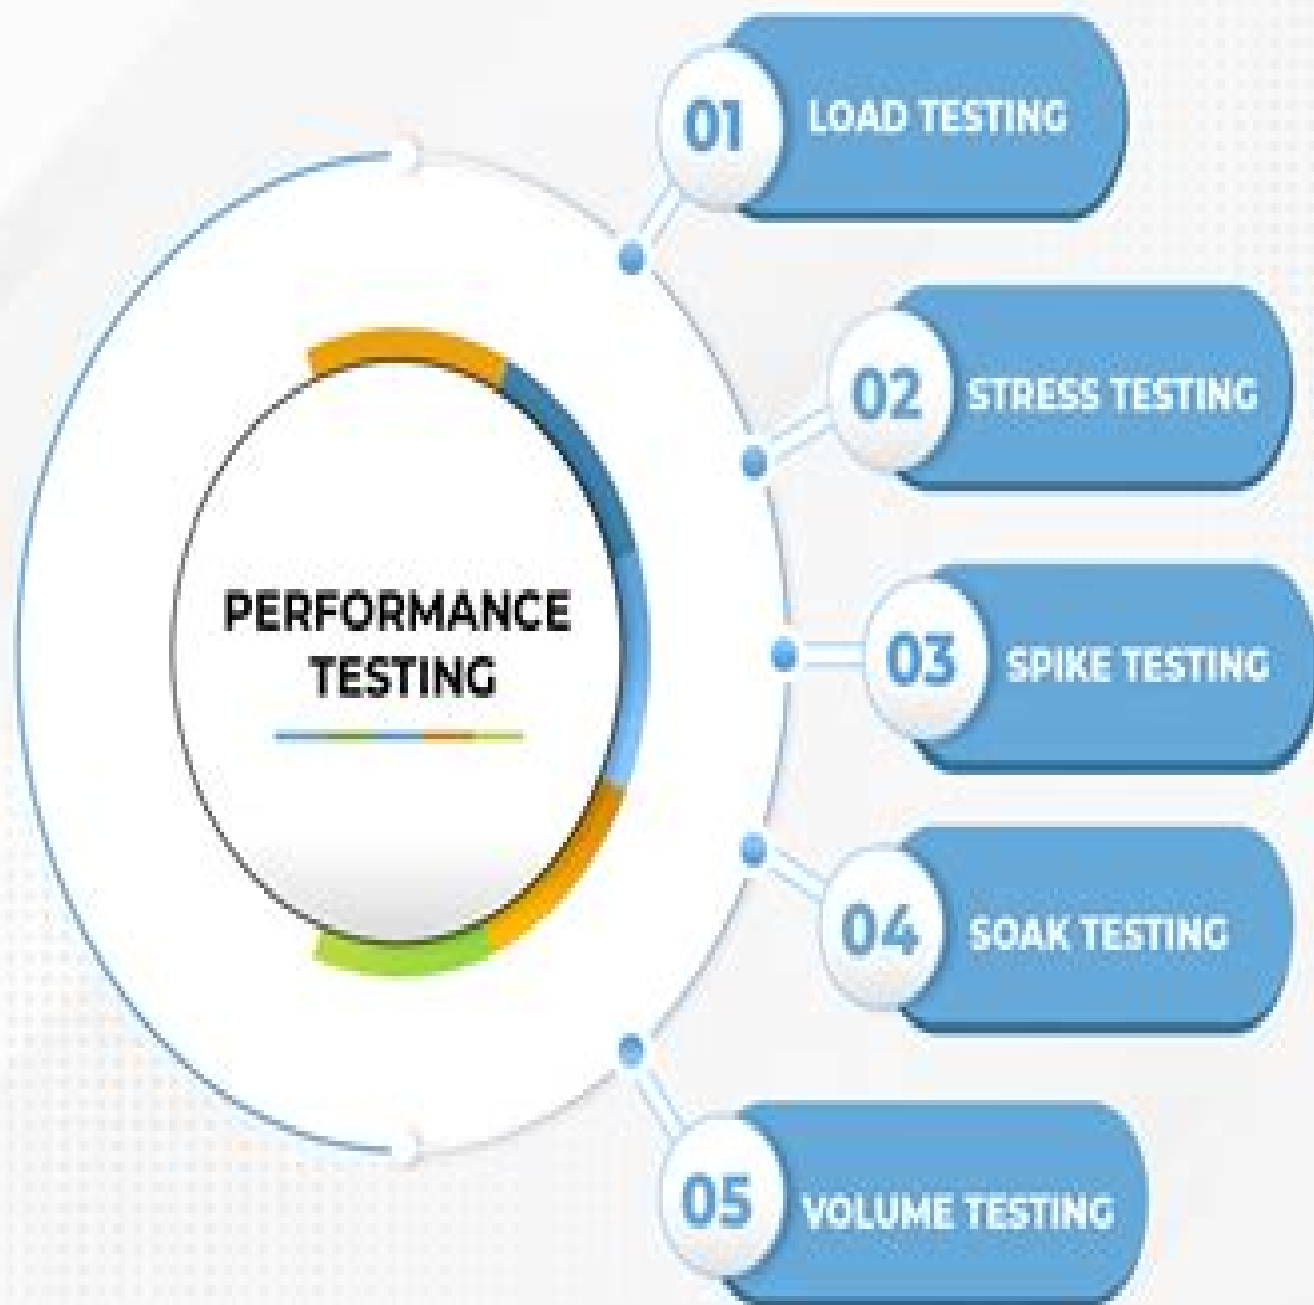 PERFORMANCE
TESTING
01 LOAD TESTING
02 STRESS TESTING
03 SPIKE TESTING
04 SOAK TESTING
05 VOLUME TESTING